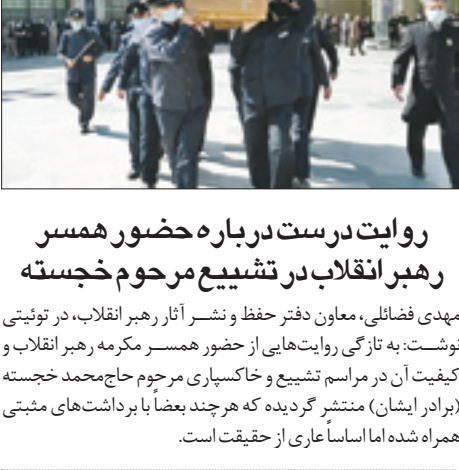 روایت درست درباره حضور همسر
رهبر انقلاب در تشییع مرحوم خجسته
مهدی فضائلی، معاون دفتر حفظ و نشــر آثار رهبر انقلاب، در توئیتی
نوشــت: به تازگی روایت‌هایی از حضور همســر مکرمه رهبر انقلاب و
کیفیت آن در مراسم تشییع و خاکسپاری مرحوم حاج‌محمد خجسته
(برادر ایشان) منتشر گردیده که هرچند بعضاً با برداشت‌های مثبتی
همراه شده اما اساساً عاری از حقیقت است.